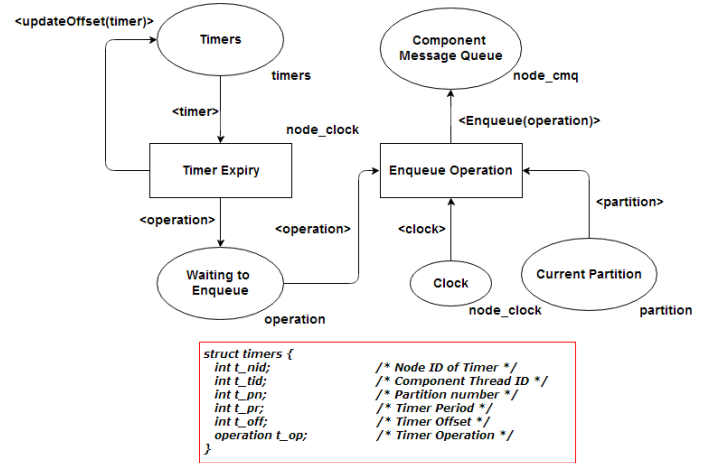 <updateOffset(timer)>
Timers
timers
<timer>
node_clock
Timer Expiry
<operation>
Waiting to
Enqueue
operation
Component
Message Queue
node_cmq
<Enqueue(operation)>
Enqueue Operation
<operation>
<clock>
<partition>
Clock
node_clock
Current Partition
partition
struct timers {
int t_nid; /* Node ID of Timer */
int t_tid; /* Component Thread ID */
int t_pn; /* Partition number */
int t_pr; /* Timer Period */
int t_off; /* Timer Offset */
operation t_op; /* Timer Operation */
}